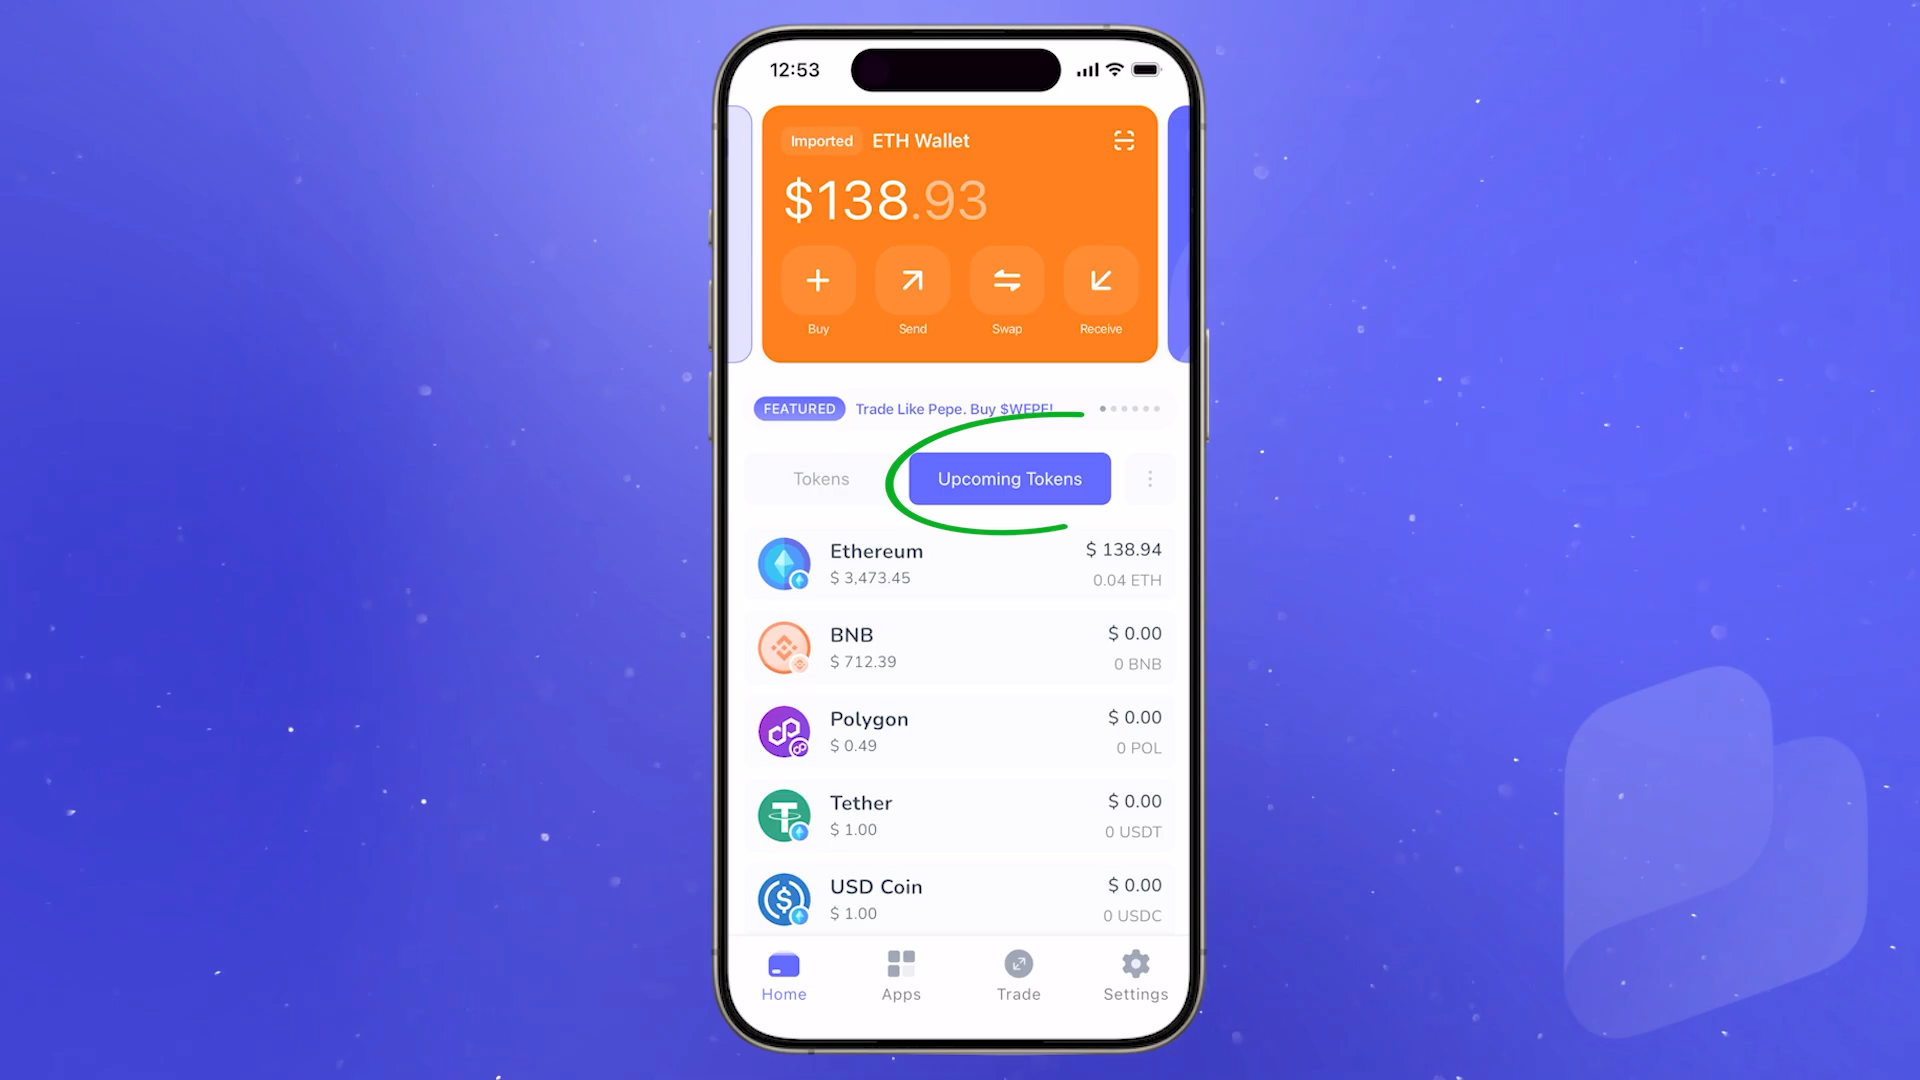 12:53
Imported ETH Wallet
$138.93
Buy Send Swap Receive
FEATURED Trade Like Pepe. Buy $WEPE!
Tokens Upcoming Tokens
Ethereum $ 138.94
$ 3,473.45 0.04 ETH
BNB $ 0.00
$ 712.39 0 BNB
Polygon $ 0.00
$ 0.49 0 POL
Tether $ 0.00
$ 1.00 0 USDT
USD Coin $ 0.00
$ 1.00 0 USDC
Home Apps Trade Settings